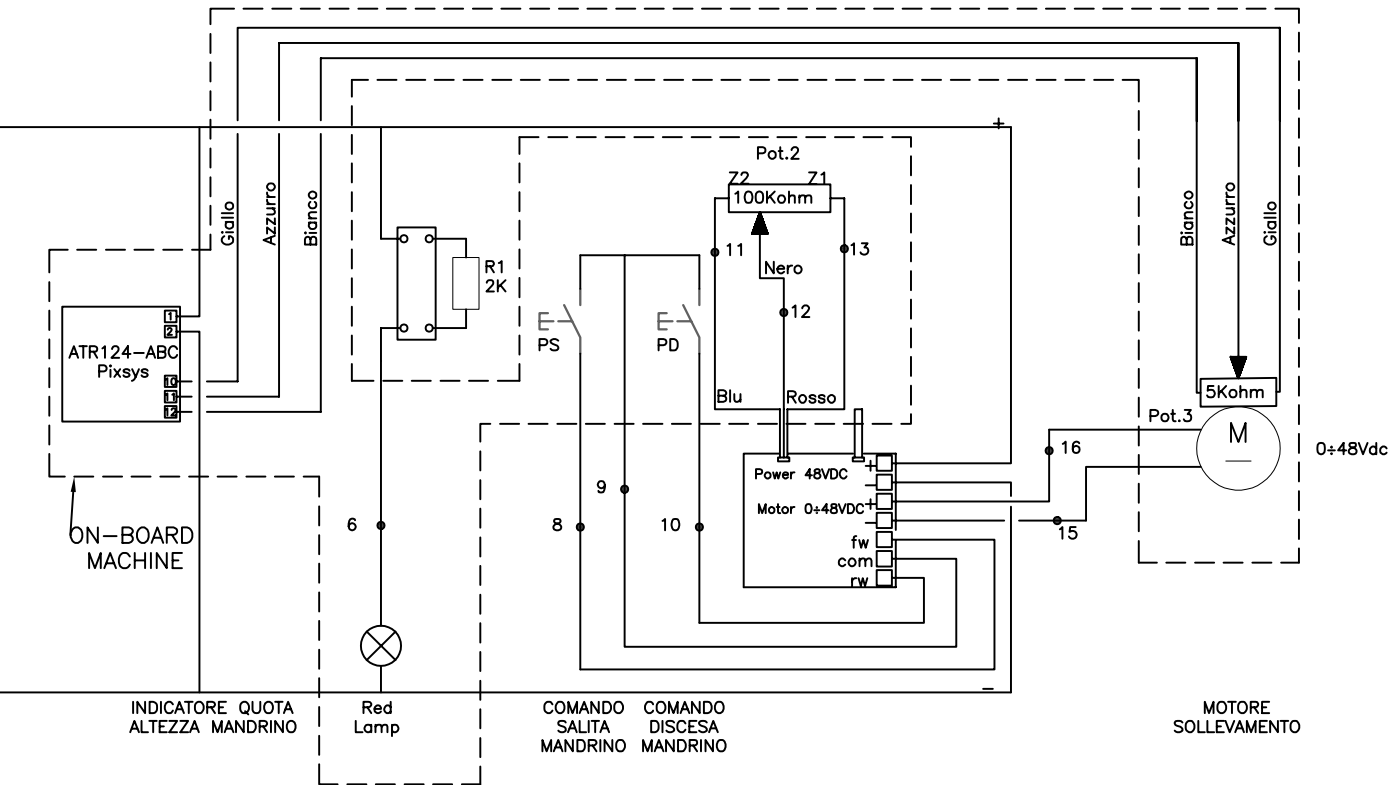 +
Pot.2
Z2 Z1
100Kohm
Giallo
Azzurro
Bianco
Bianco
Azzurro
Giallo
11
13
Nero
R1
2K
12
1
2
ATR124-ABC
Pixsys
10
11
12
PS
PD
Blu
Rosso
5Kohm
Pot.3
M
16
0÷48Vdc
Power 48VDC
+
-
Motor 0÷48VDC
+
-
9
6
8
10
15
ON-BOARD
MACHINE
fw
com
rw
-
INDICATORE QUOTA
ALTEZZA MANDRINO
Red
Lamp
COMANDO
SALITA
MANDRINO
COMANDO
DISCESA
MANDRINO
MOTORE
SOLLEVAMENTO